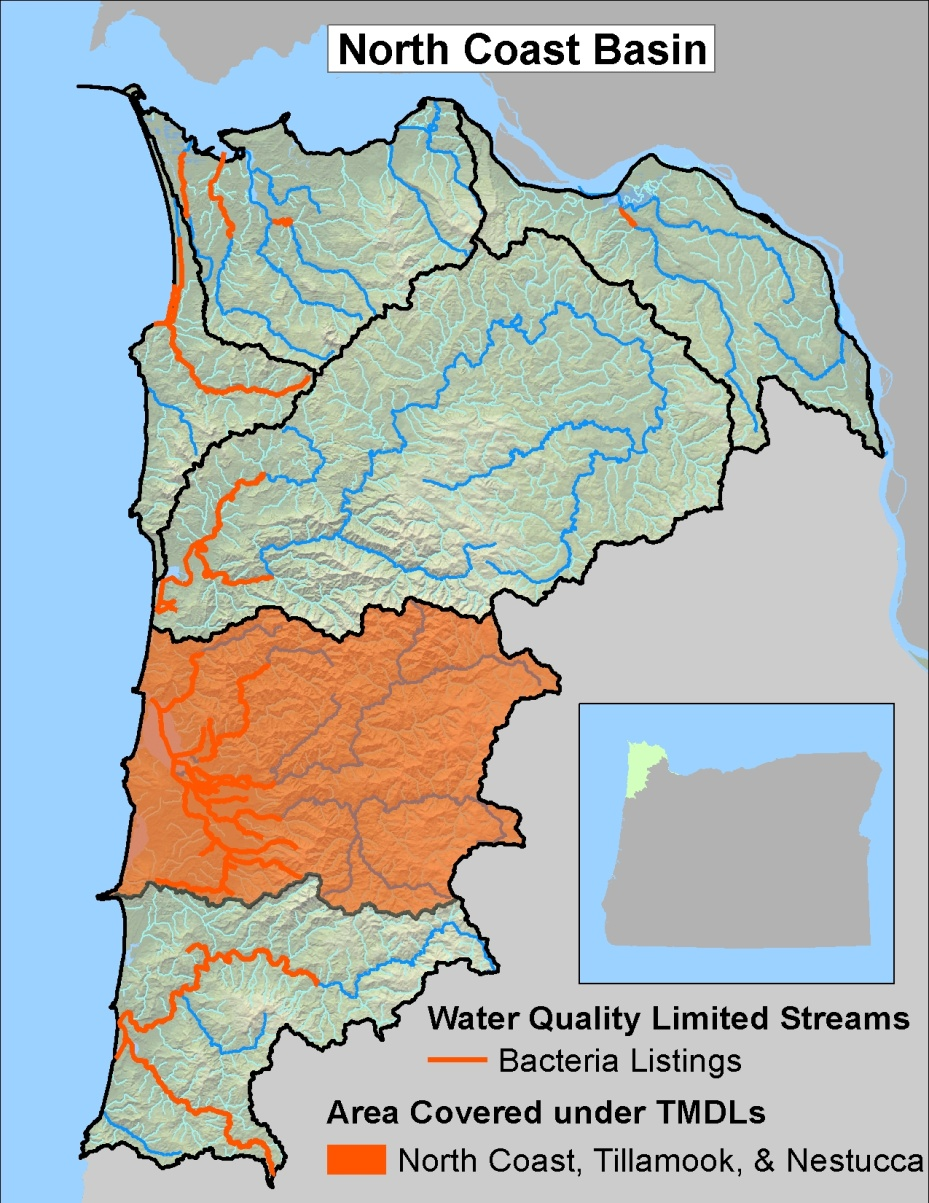 North Coast Basin
Water Quality Limited Streams
Bacteria Listings
Area Covered under TMDLs
North Coast, Tillamook, & Nestucca